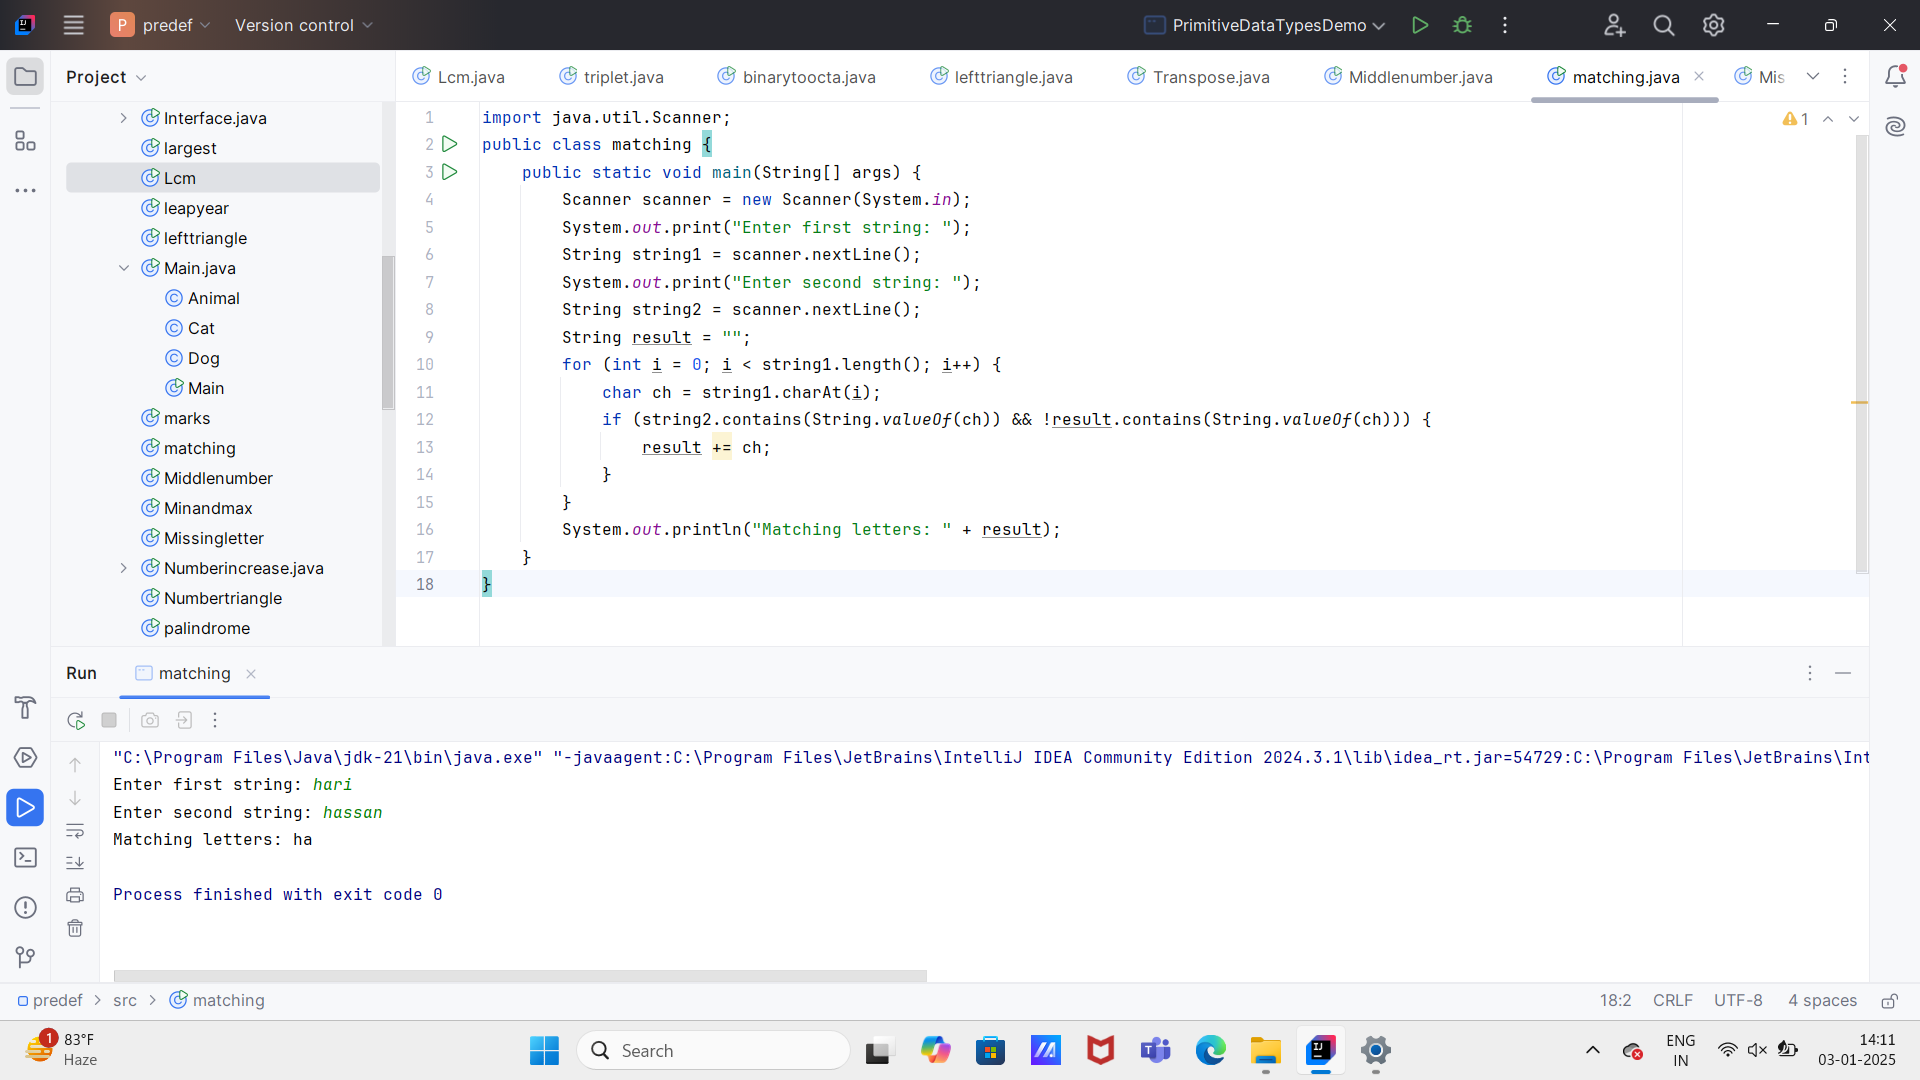 P predef Version control PrimitiveDataTypesDemo
Project
Lcm.java triplet.java binarytoocta.java lefttriangle.java Transpose.java Middlenumber.java matching.java Mis
Interface.java
largest
Lcm
leapyear
lefttriangle
Main.java
Animal
Cat
Dog
Main
marks
matching
Middlenumber
Minandmax
Missingletter
Numberincrease.java
Numbertriangle
palindrome
1
1 import java.util.Scanner;
2 public class matching {
3 public static void main(String[] args) {
4 Scanner scanner = new Scanner(System.in);
5 System.out.print("Enter first string: ");
6 String string1 = scanner.nextLine();
7 System.out.print("Enter second string: ");
8 String string2 = scanner.nextLine();
9 String result = "";
10 for (int i = 0; i < string1.length(); i++) {
11 char ch = string1.charAt(i);
12 if (string2.contains(String.valueOf(ch)) && !result.contains(String.valueOf(ch))) {
13 result += ch;
14 }
15 }
16 System.out.println("Matching letters: " + result);
17 }
18 }
Run matching
"C:\Program Files\Java\jdk-21\bin\java.exe" "-javaagent:C:\Program Files\JetBrains\IntelliJ IDEA Community Edition 2024.3.1\lib\idea_rt.jar=54729:C:\Program Files\JetBrains\Int
Enter first string: hari
Enter second string: hassan
Matching letters: ha
Process finished with exit code 0
predef > src > matching 18:2 CRLF UTF-8 4 spaces
1 83°F
Haze
Search
ENG
IN
14:11
03-01-2025